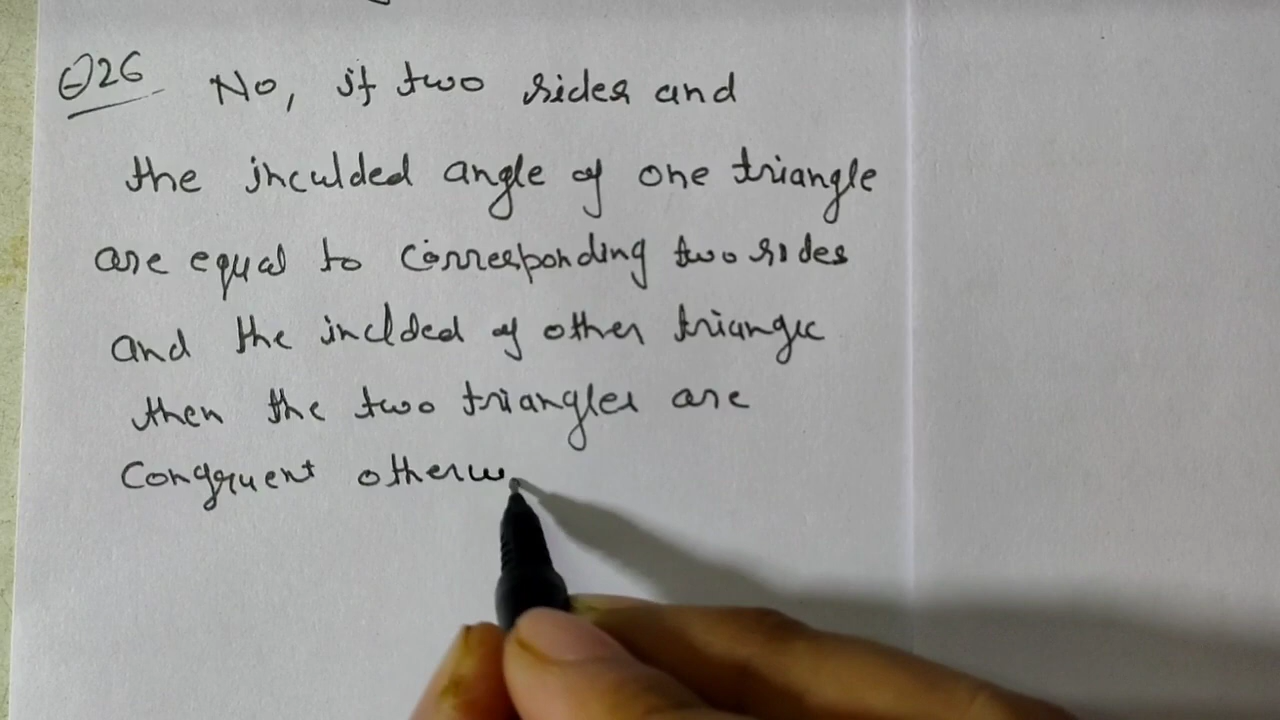 Q26 No, if two sides and
the inculded angle of one triangle
are equal to corresponding two sides
and the inclded of other triangle
then the two triangles are
Congruent otherw